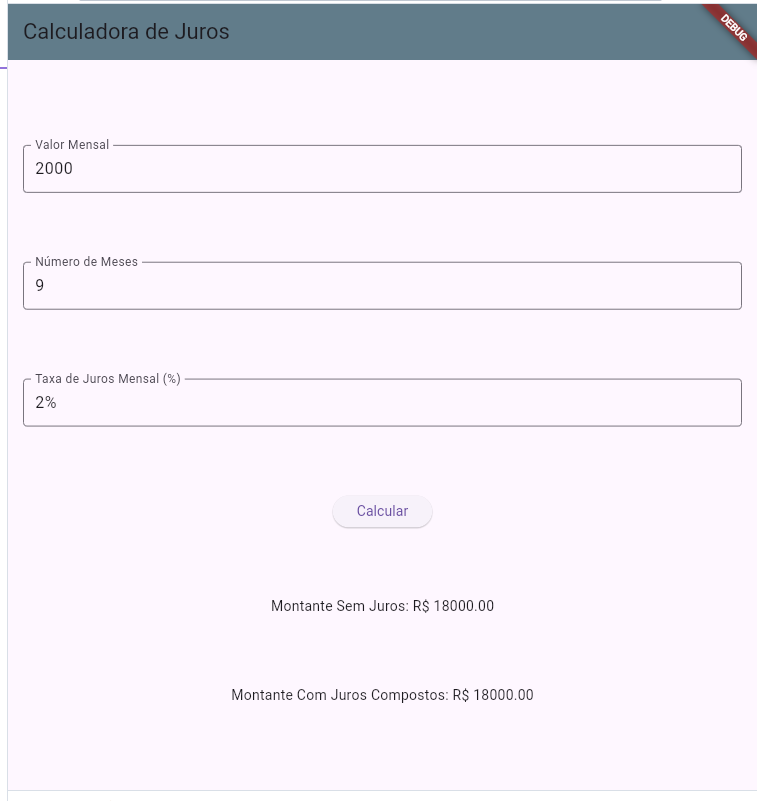 Calculadora de Juros
DEBUG
Valor Mensal
2000
Número de Meses
9
Taxa de Juros Mensal (%)
2%
Calcular
Montante Sem Juros: R$ 18000.00
Montante Com Juros Compostos: R$ 18000.00